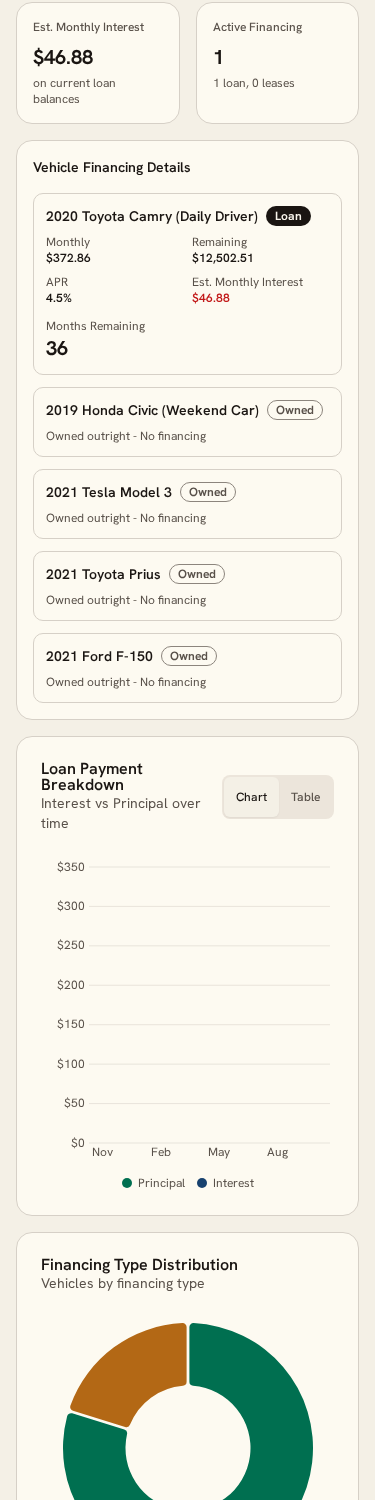 Est. Monthly Interest
$46.88
on current loan
balances
Active Financing
1
1 loan, 0 leases
Vehicle Financing Details
2020 Toyota Camry (Daily Driver) Loan
Monthly Remaining
$372.86 $12,502.51
APR Est. Monthly Interest
4.5% $46.88
Months Remaining
36
2019 Honda Civic (Weekend Car) Owned
Owned outright - No financing
2021 Tesla Model 3 Owned
Owned outright - No financing
2021 Toyota Prius Owned
Owned outright - No financing
2021 Ford F-150 Owned
Owned outright - No financing
Loan Payment
Breakdown
Interest vs Principal over
time
Chart Table
$350
$300
$250
$200
$150
$100
$50
$0
Nov Feb May Aug
Principal Interest
Financing Type Distribution
Vehicles by financing type